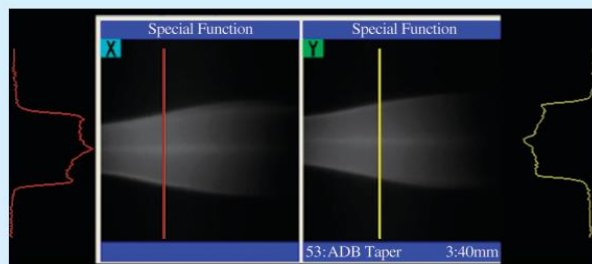 Special Function
Special Function
X
Y
53:ADB Taper
3:40mm